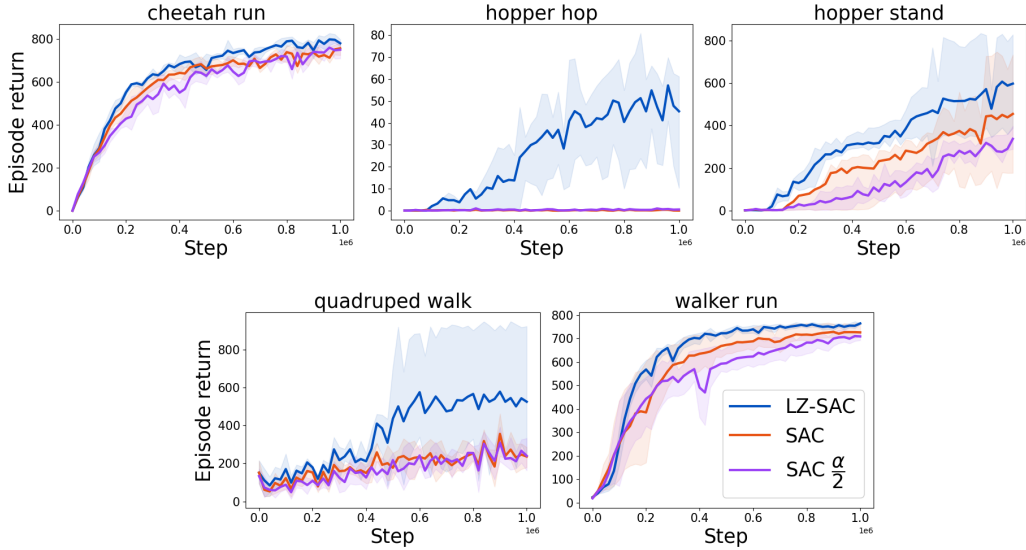 cheetah run
hopper hop
hopper stand
Episode return
800
600
400
200
0
0.0 0.2 0.4 0.6 0.8 1.0
1e6
Step
80
70
60
50
40
30
20
10
0
0.0 0.2 0.4 0.6 0.8 1.0
1e6
Step
800
600
400
200
0
0.0 0.2 0.4 0.6 0.8 1.0
1e6
Step
quadruped walk
walker run
Episode return
800
600
400
200
0
0.0 0.2 0.4 0.6 0.8 1.0
1e6
Step
800
700
600
500
400
300
200
100
0
0.0 0.2 0.4 0.6 0.8 1.0
1e6
Step
LZ-SAC
SAC
SAC α/2